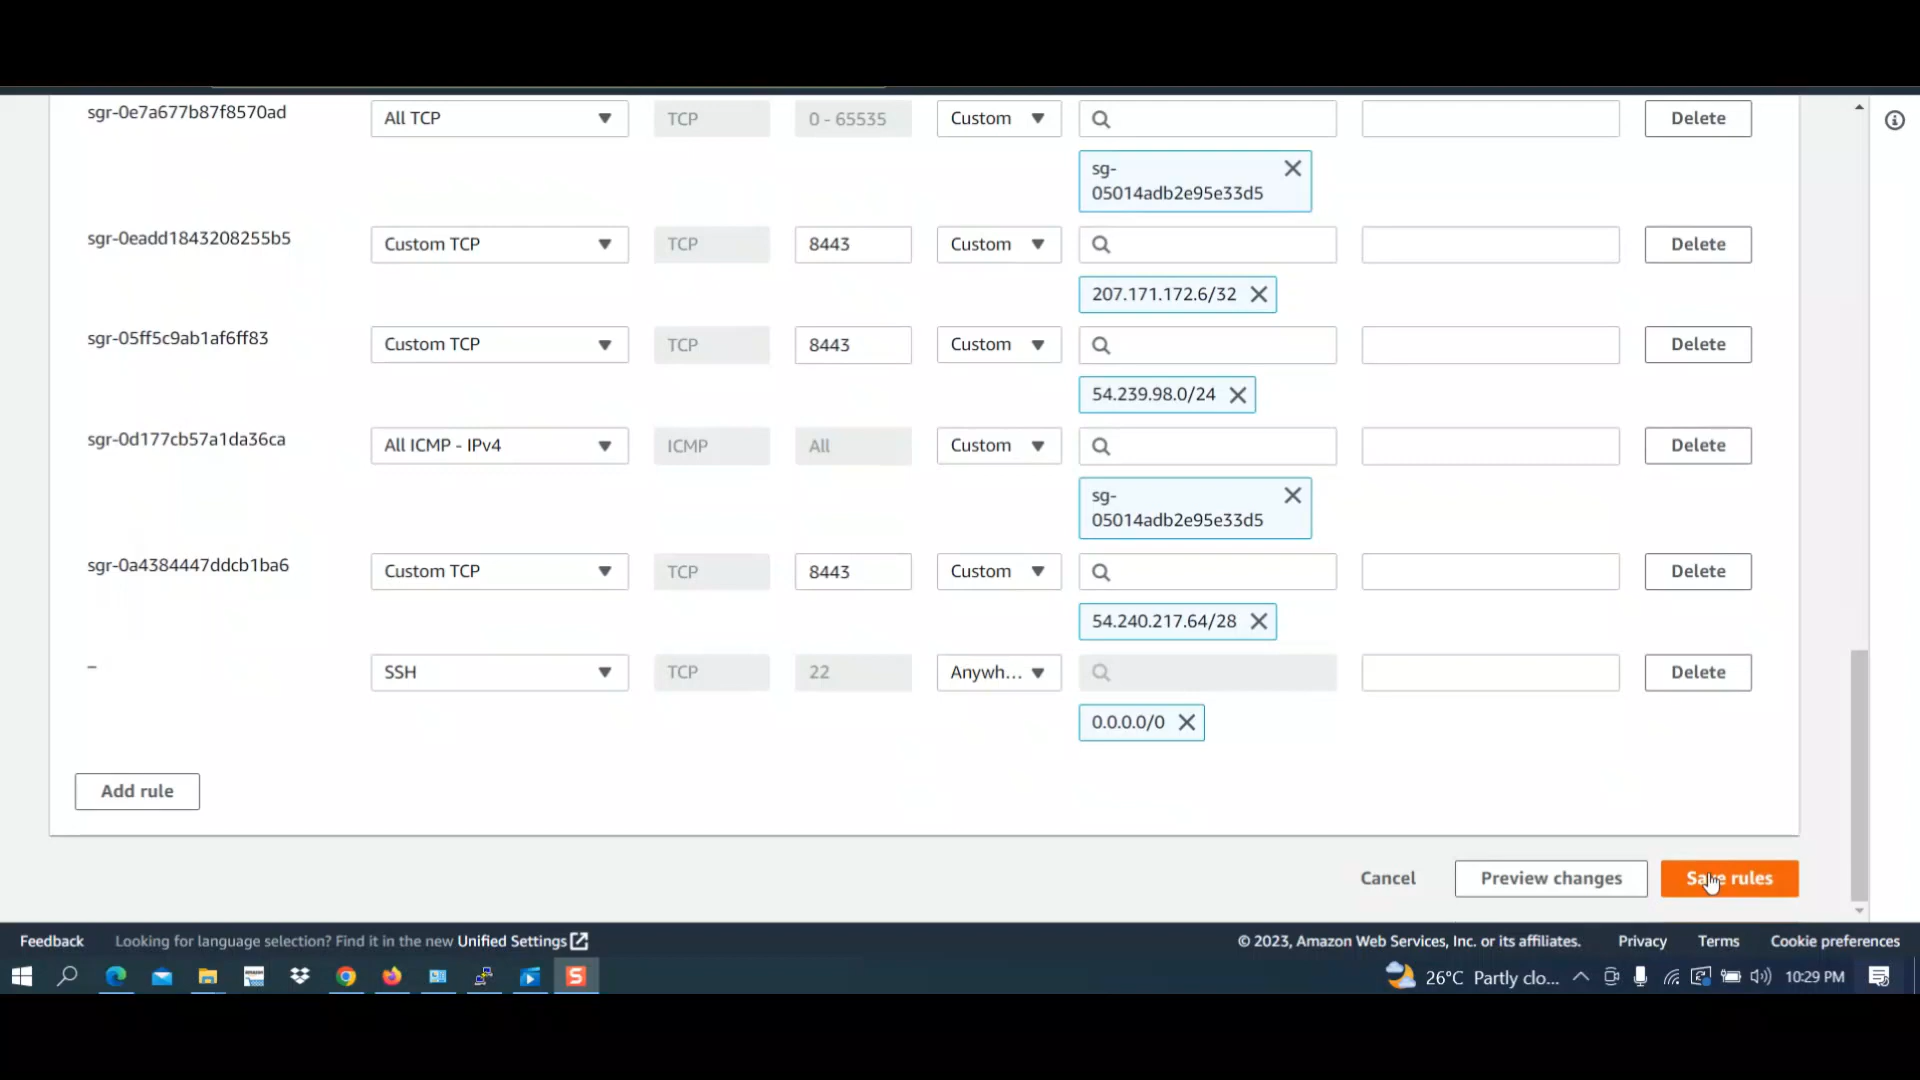 sgr-0e7a677b87f8570ad All TCP TCP 0 - 65535 Custom Delete
sg-
05014adb2e95e33d5
sgr-0eadd1843208255b5 Custom TCP TCP 8443 Custom Delete
207.171.172.6/32
sgr-05ff5c9ab1af6ff83 Custom TCP TCP 8443 Custom Delete
54.239.98.0/24
sgr-0d177cb57a1da36ca All ICMP - IPv4 ICMP All Custom Delete
sg-
05014adb2e95e33d5
sgr-0a4384447ddcb1ba6 Custom TCP TCP 8443 Custom Delete
54.240.217.64/28
– SSH TCP 22 Anywh... Delete
0.0.0.0/0
Add rule
Cancel Preview changes Save rules
Feedback Looking for language selection? Find it in the new Unified Settings © 2023, Amazon Web Services, Inc. or its affiliates. Privacy Terms Cookie preferences
26°C Partly clo... 10:29 PM